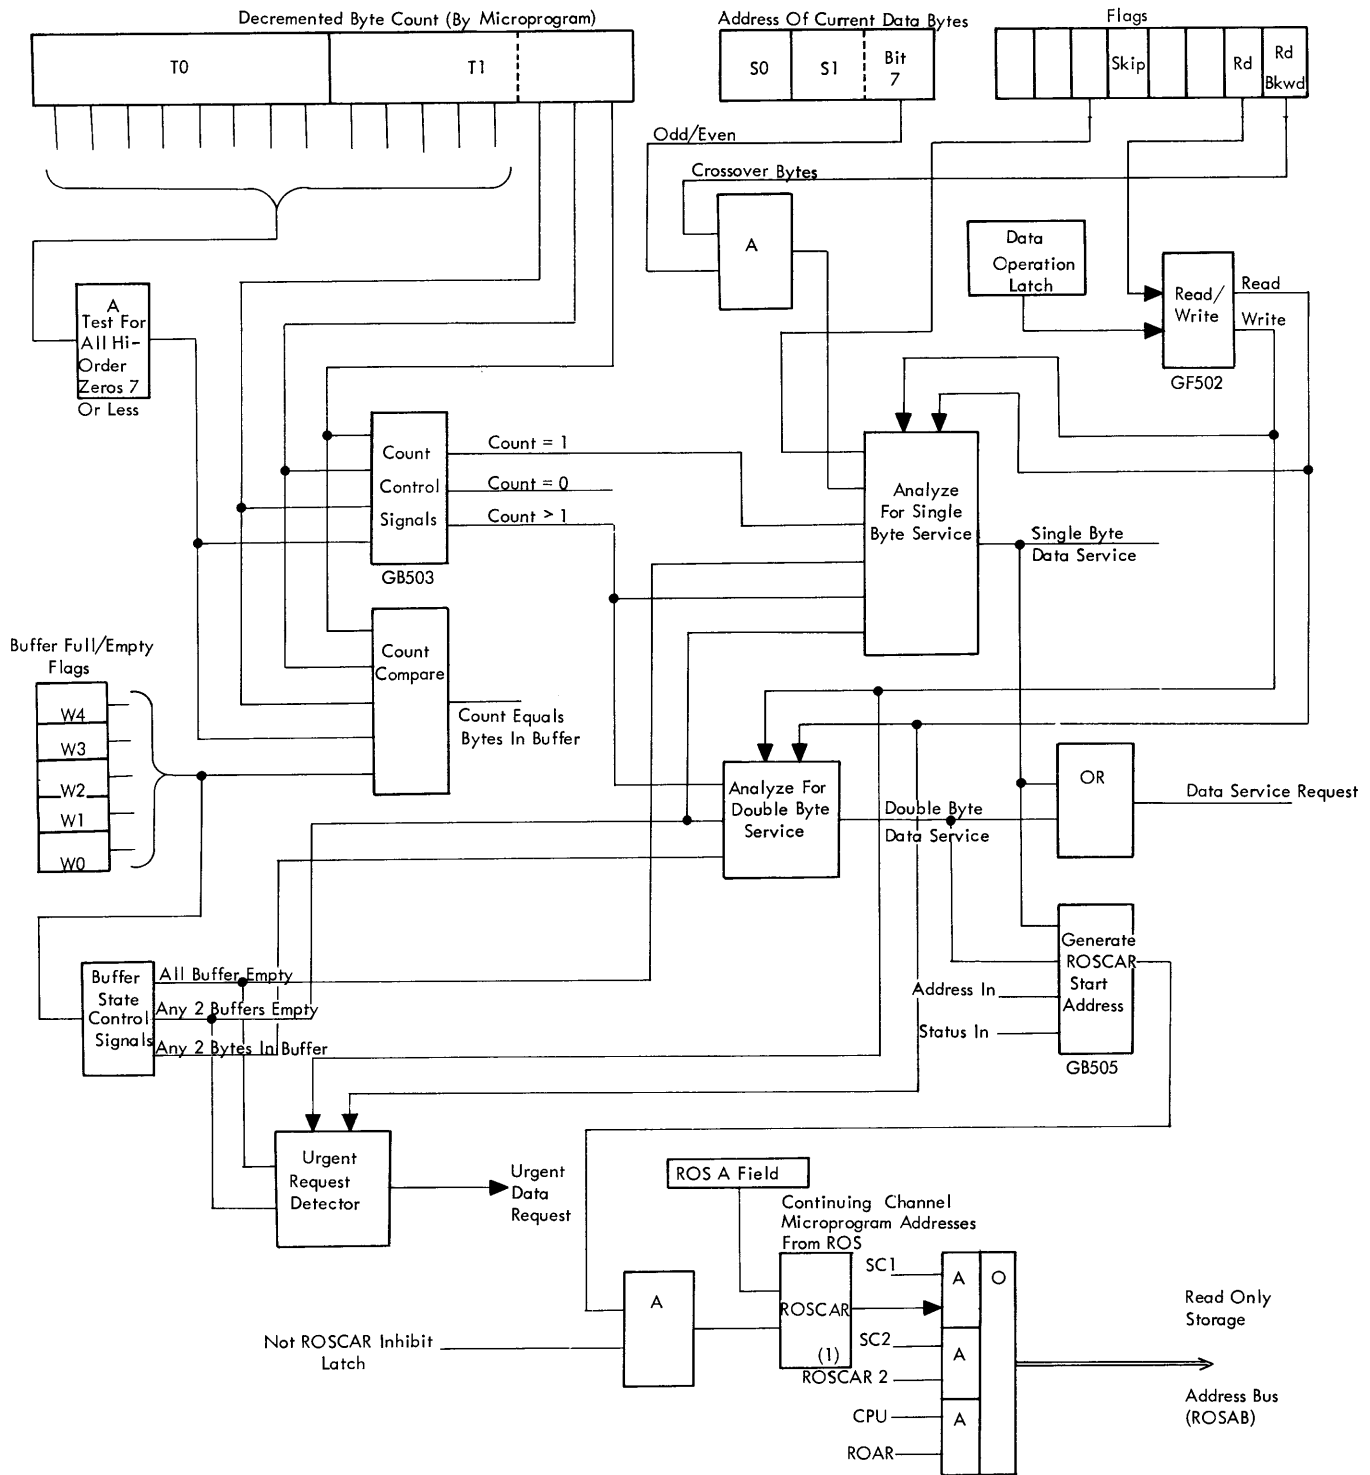 Decremented Byte Count (By Microprogram)
T0
T1
Address Of Current Data Bytes
S0
S1
Bit
7
Flags
Skip
Rd
Rd
Bkwd
Odd/Even
Crossover Bytes
A
Data
Operation
Latch
Read/
Write
Read
Write
GF502
A
Test For
All Hi-
Order
Zeros 7
Or Less
Count
Control
Signals
GB503
Count = 1
Count = 0
Count > 1
Analyze
For Single
Byte Service
Single Byte
Data Service
Buffer Full/Empty
Flags
W4
W3
W2
W1
W0
Count
Compare
Count Equals
Bytes In Buffer
Analyze For
Double Byte
Service
Double Byte
Data Service
OR
Data Service Request
Buffer
State
Control
Signals
All Buffer Empty
Any 2 Buffers Empty
Any 2 Bytes In Buffer
Generate
ROSCAR
Start
Address
Address In
Status In
GB505
Urgent
Request
Detector
Urgent
Data
Request
ROS A Field
Continuing Channel
Microprogram Addresses
From ROS
A
Not ROSCAR Inhibit
Latch
ROSCAR
(1)
SC1
A
O
SC2
A
ROSCAR 2
CPU
A
ROAR
Read Only
Storage
Address Bus
(ROSAB)